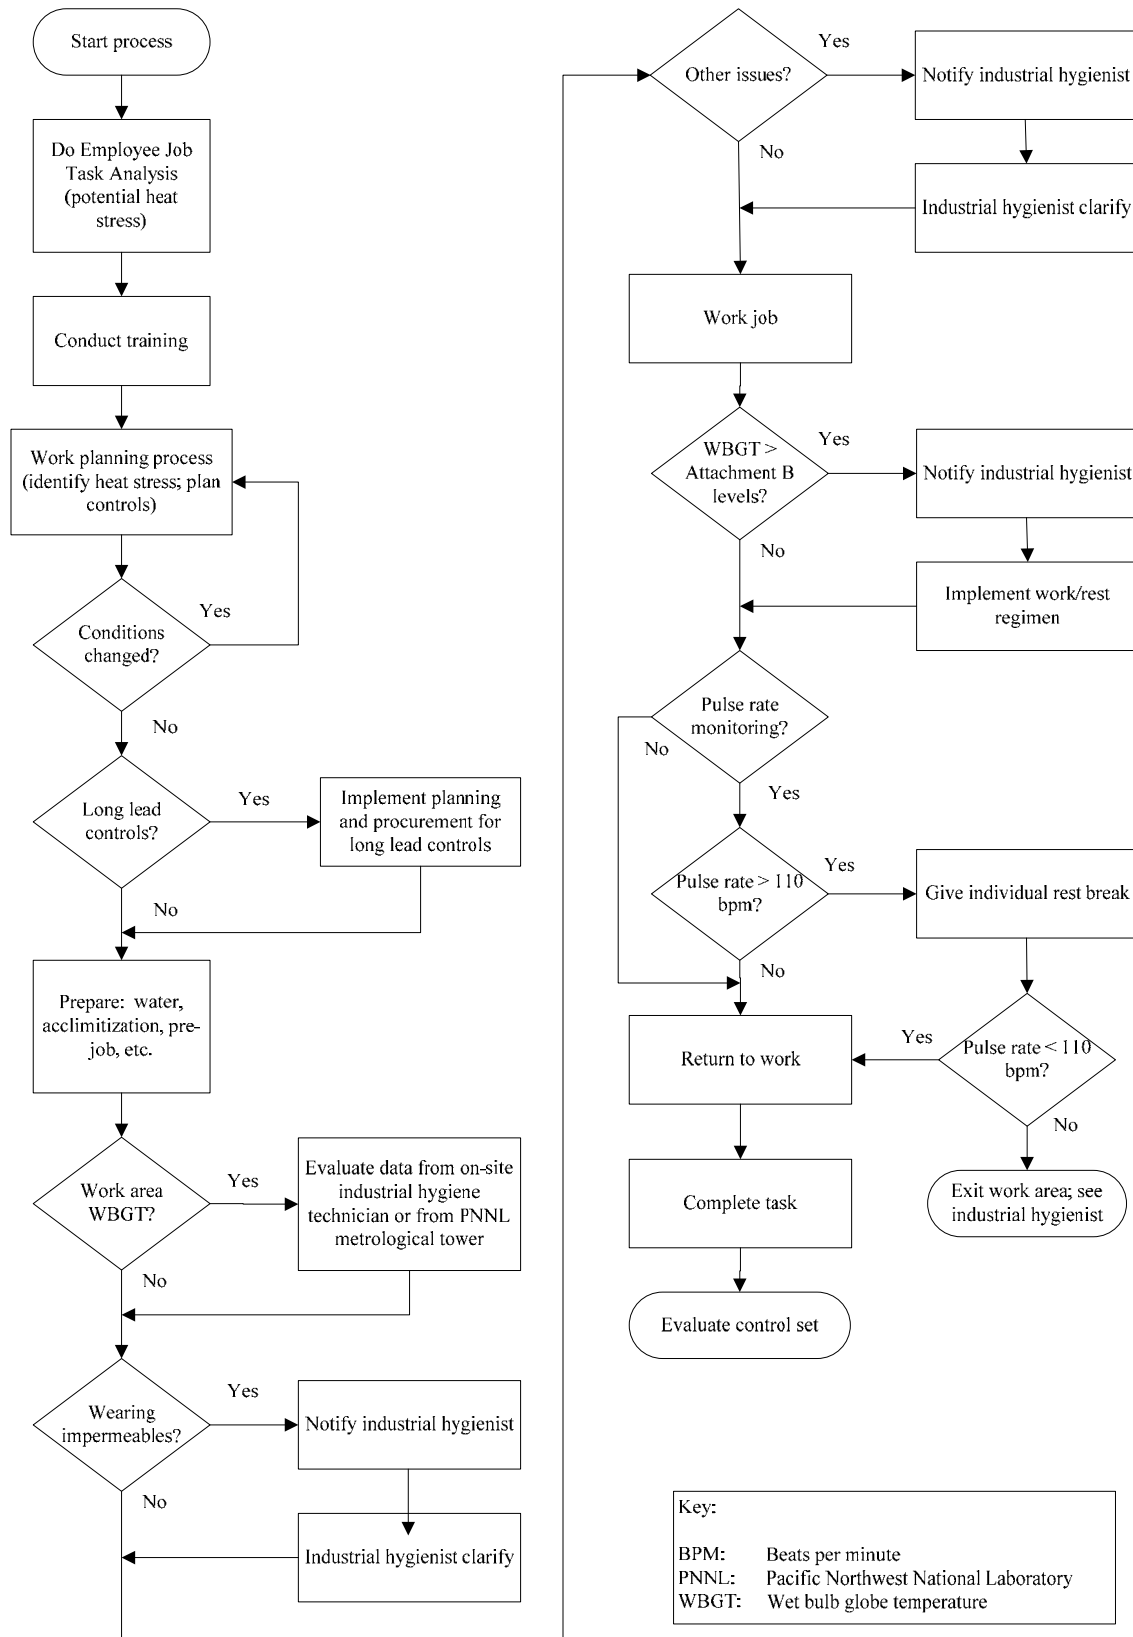 Start process
Do Employee Job
Task Analysis
(potential heat
stress)
Conduct training
Work planning process
(identify heat stress; plan
controls)
Conditions
changed?
Yes
No
Long lead
controls?
Yes
Implement planning
and procurement for
long lead controls
No
Prepare: water,
acclimitization, pre-
job, etc.
Work area
WBGT?
Yes
Evaluate data from on-site
industrial hygiene
technician or from PNNL
metrological tower
No
Wearing
impermeables?
Yes
Notify industrial hygienist
No
Industrial hygienist clarify
Other issues?
Yes
Notify industrial hygienist
No
Industrial hygienist clarify
Work job
WBGT >
Attachment B
levels?
Yes
Notify industrial hygienist
No
Implement work/rest
regimen
Pulse rate
monitoring?
No
Yes
Pulse rate > 110
bpm?
Yes
Give individual rest break
No
Pulse rate < 110
bpm?
Yes
Return to work
No
Exit work area; see
industrial hygienist
Complete task
Evaluate control set
Key:
BPM: Beats per minute
PNNL: Pacific Northwest National Laboratory
WBGT: Wet bulb globe temperature